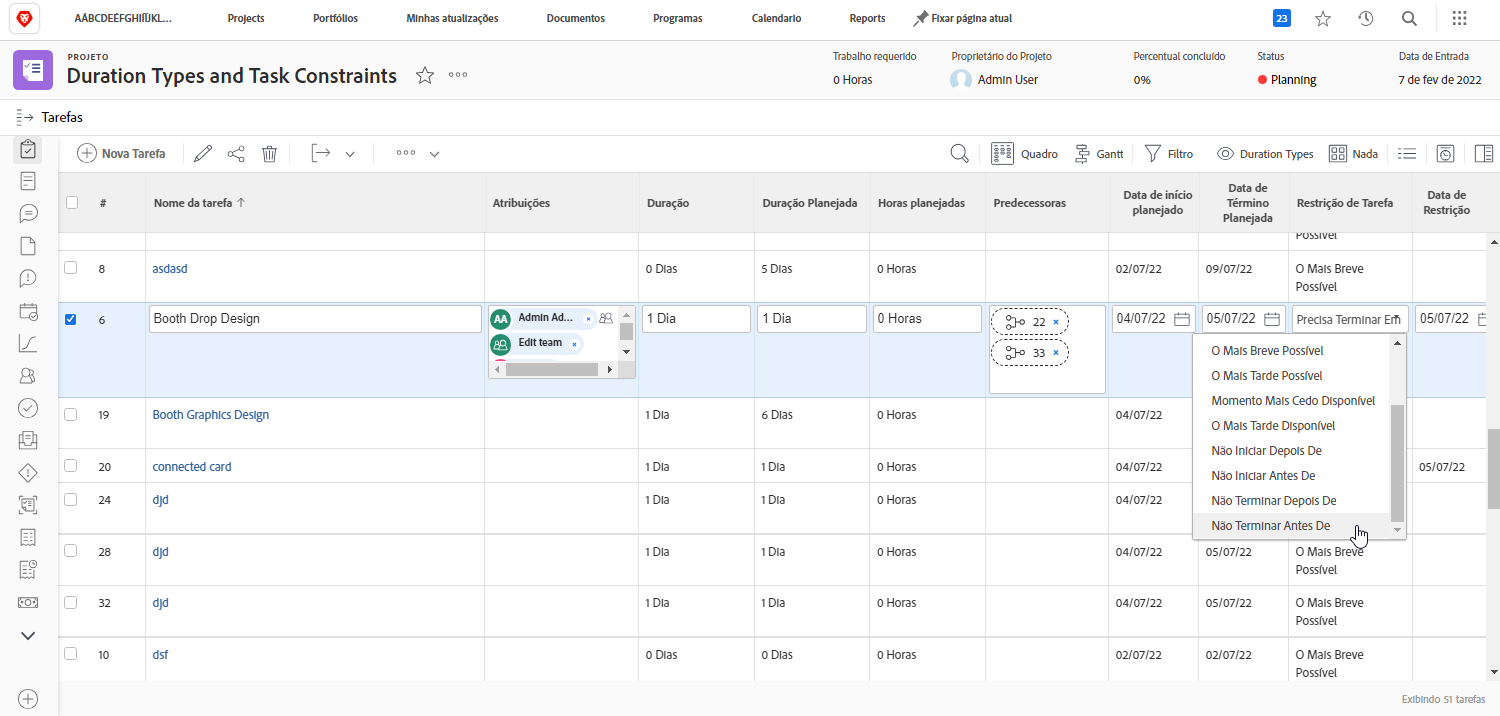 AÁBCDEÉFGHIÍÏJKL...
Projects
Portfólios
Minhas atualizações
Documentos
Programas
Calendario
Reports
Fixar página atual
23
PROJETO
Duration Types and Task Constraints
Trabalho requerido
0 Horas
Proprietário do Projeto
Admin User
Percentual concluído
0%
Status
Planning
Data de Entrada
7 de fev de 2022
Tarefas
Nova Tarefa
Quadro
Gantt
Filtro
Duration Types
Nada
#
Nome da tarefa
Atribuições
Duração
Duração Planejada
Horas planejadas
Predecessoras
Data de início
planejado
Data de
Término
Planejada
Restrição de Tarefa
Data de
Restrição
Possível
8
asdasd
0 Dias
5 Dias
0 Horas
02/07/22
09/07/22
O Mais Breve
Possível
6
Booth Drop Design
AA Admin Ad... ×
Edit team ×
1 Dia
1 Dia
0 Horas
22 ×
33 ×
04/07/22
05/07/22
Precisa Terminar Em
05/07/22
O Mais Breve Possível
O Mais Tarde Possível
Momento Mais Cedo Disponível
O Mais Tarde Disponível
Não Iniciar Depois De
Não Iniciar Antes De
Não Terminar Depois De
Não Terminar Antes De
19
Booth Graphics Design
1 Dia
6 Dias
0 Horas
04/07/22
20
connected card
1 Dia
1 Dia
0 Horas
04/07/22
05/07/22
24
djd
1 Dia
1 Dia
0 Horas
04/07/22
28
djd
1 Dia
1 Dia
0 Horas
04/07/22
05/07/22
O Mais Breve
Possível
32
djd
1 Dia
1 Dia
0 Horas
04/07/22
05/07/22
O Mais Breve
Possível
10
dsf
0 Dias
0 Dias
0 Horas
02/07/22
02/07/22
O Mais Breve
Possível
Exibindo 51 tarefas